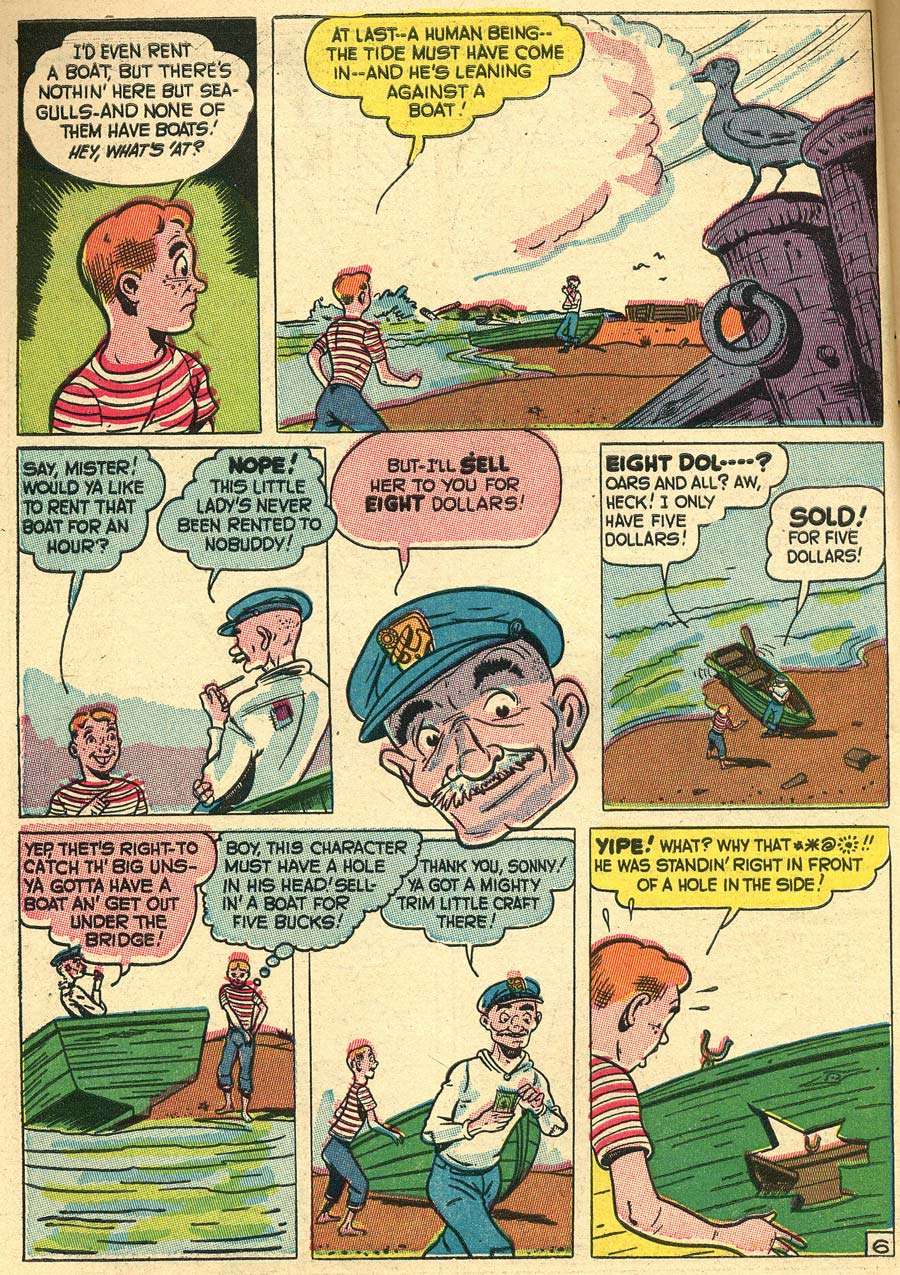 I'D EVEN RENT
A BOAT, BUT THERE'S
NOTHIN' HERE BUT SEA-
GULLS-AND NONE OF
THEM HAVE BOATS!
HEY, WHAT'S 'AT?
AT LAST--A HUMAN BEING--
THE TIDE MUST HAVE COME
IN--AND HE'S LEANING
AGAINST A
BOAT!
SAY, MISTER!
WOULD YA LIKE
TO RENT THAT
BOAT FOR AN
HOUR?
NOPE!
THIS LITTLE
LADY'S NEVER
BEEN RENTED TO
NOBUDDY!
BUT-I'LL SELL
HER TO YOU FOR
EIGHT DOLLARS!
EIGHT DOL----?
OARS AND ALL? AW,
HECK! I ONLY
HAVE FIVE
DOLLARS!
SOLD!
FOR FIVE
DOLLARS!
YEP, THET'S RIGHT-TO
CATCH TH' BIG UNS-
YA GOTTA HAVE A
BOAT AN' GET OUT
UNDER THE
BRIDGE!
BOY, THIS CHARACTER
MUST HAVE A HOLE
IN HIS HEAD! SELL-
IN' A BOAT FOR
FIVE BUCKS!
THANK YOU, SONNY!
YA GOT A MIGHTY
TRIM LITTLE CRAFT
THERE!
YIPE! WHAT? WHY THAT *✱@☼!!
HE WAS STANDIN' RIGHT IN FRONT
OF A HOLE IN THE SIDE!
6